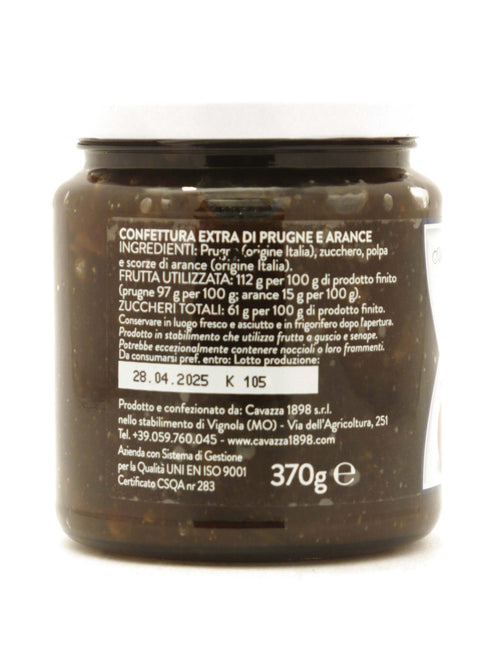 CONFETTURA EXTRA DI PRUGNE E ARANCE
INGREDIENTI: Prugne (origine Italia), zucchero, polpa
e scorze di arance (origine Italia).
FRUTTA UTILIZZATA: 112 g per 100 g di prodotto finito
(prugne 97 g per 100 g; arance 15 g per 100 g).
ZUCCHERI TOTALI: 61 g per 100 g di prodotto finito.
Conservare in luogo fresco e asciutto e in frigorifero dopo l'apertura.
Prodotto in stabilimento che utilizza frutta a guscio e senape.
Potrebbe eccezionalmente contenere noccioli o loro frammenti.
Da consumarsi pref. entro: Lotto produzione:
28.04.2025 K 105
Prodotto e confezionato da: Cavazza 1898 s.r.l.
nello stabilimento di Vignola (MO) - Via dell'Agricoltura, 251
Tel. +39.059.760.045 - www.cavazza1898.com
Azienda con Sistema di Gestione
per la Qualità UNI EN ISO 9001
Certificato CSQA nr 283
370g e